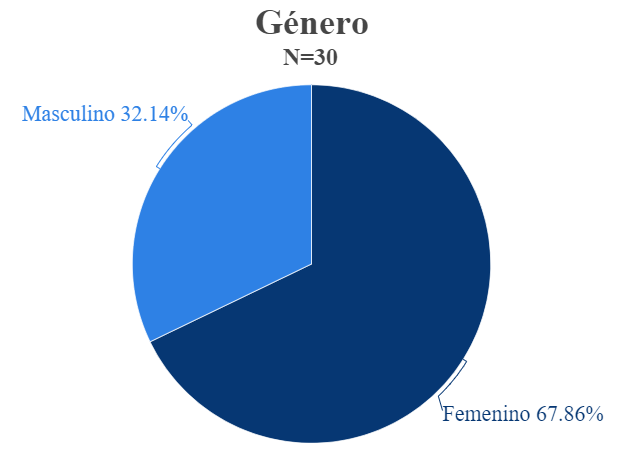 Género
N=30
Masculino 32.14%
Femenino 67.86%